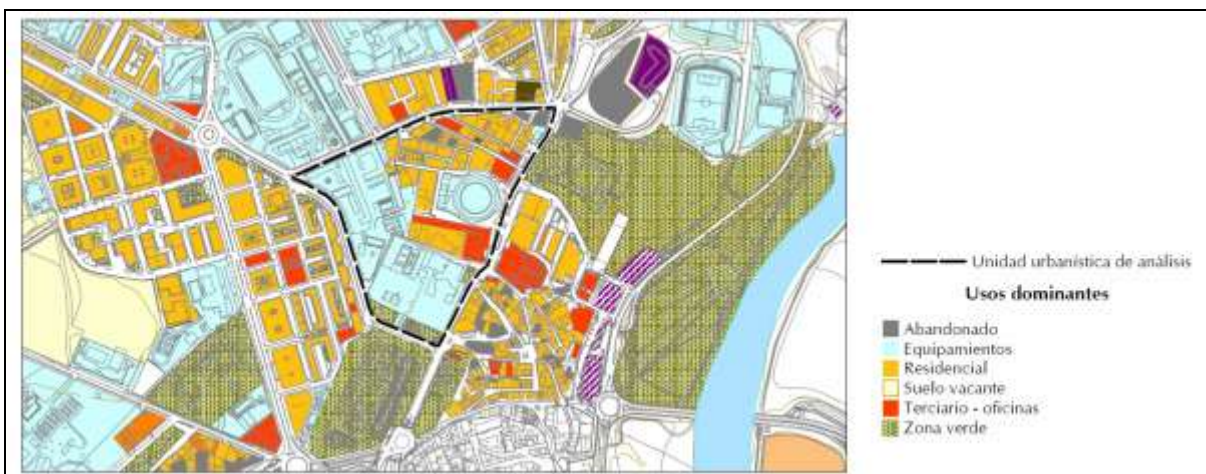 Unidad urbanística de análisis
Usos dominantes
Abandonado
Equipamientos
Residencial
Suelo vacante
Terciario - oficinas
Zona verde